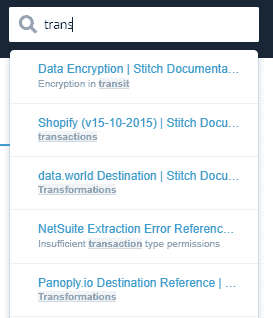 trans
Data Encryption | Stitch Documenta...
Encryption in transit
Shopify (v15-10-2015) | Stitch Docu...
transactions
data.world Destination | Stitch Docu...
Transformations
NetSuite Extraction Error Referenc...
Insufficient transaction type permissions
Panoply.io Destination Reference | ...
Transformations